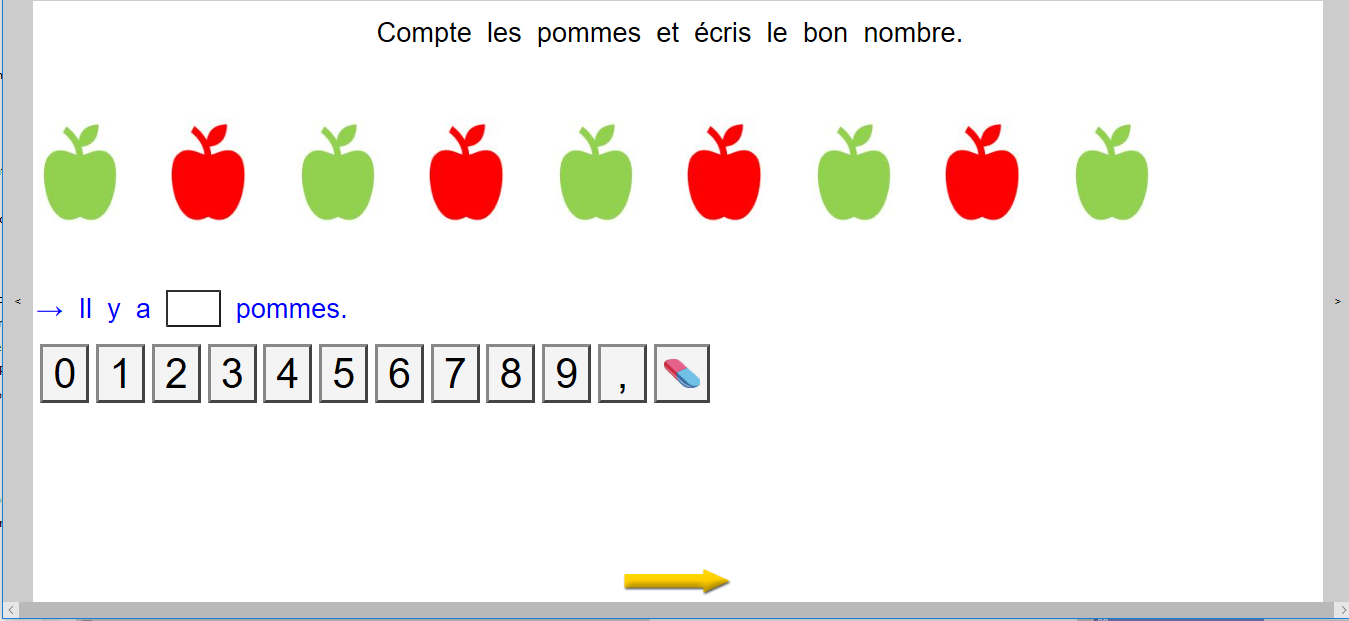 Compte les pommes et écris le bon nombre.
→ Il y a pommes.
0 1 2 3 4 5 6 7 8 9 ,